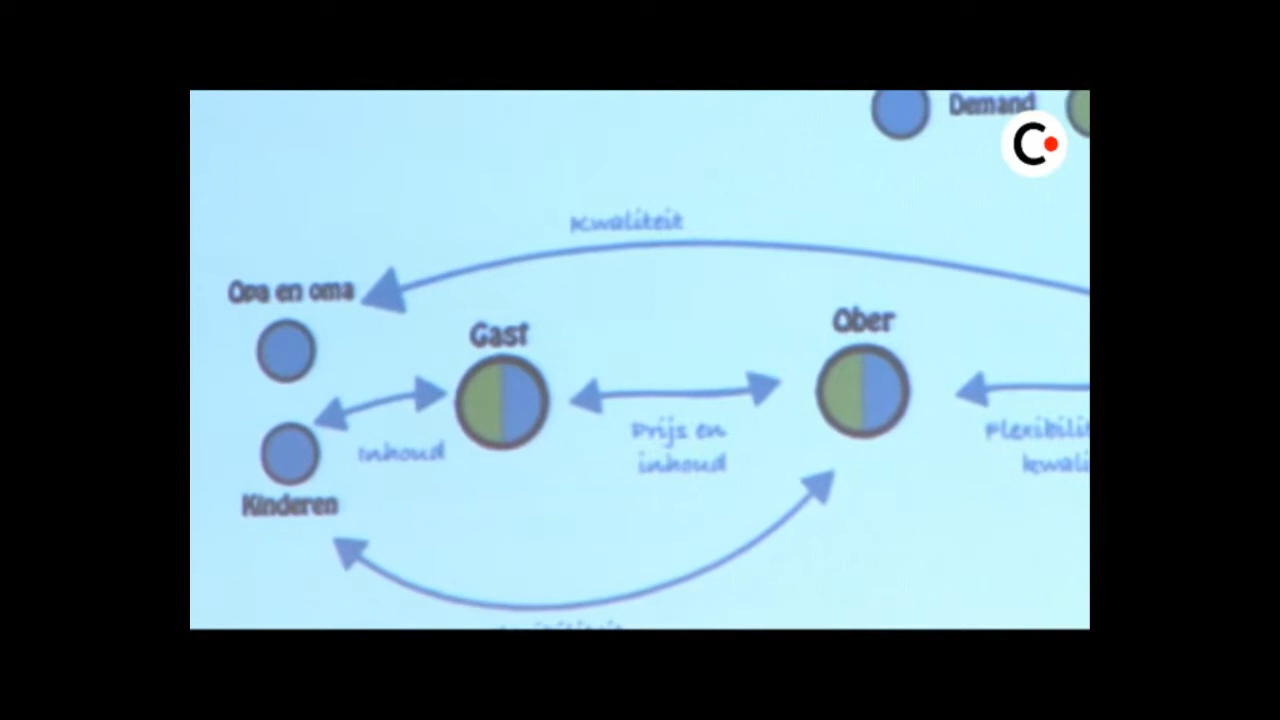 Demand
Kwaliteit
Opa en oma
Gast
Ober
Prijs en
inhoud
Inhoud
Kinderen